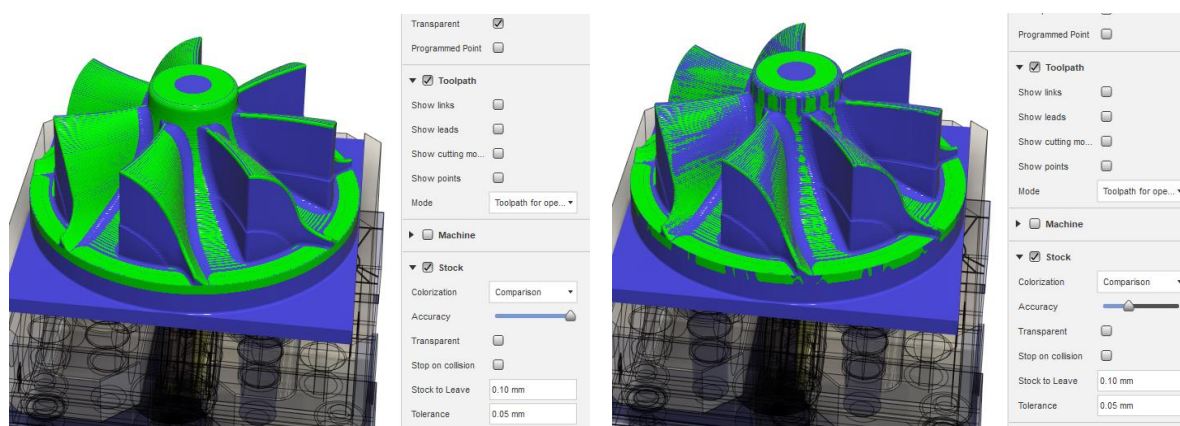 Transparent
Programmed Point
Toolpath
Show links
Show leads
Show cutting mo...
Show points
Mode Toolpath for ope...
Machine
Stock
Colorization Comparison
Accuracy
Transparent
Stop on collision
Stock to Leave 0.10 mm
Tolerance 0.05 mm
Programmed Point
Toolpath
Show links
Show leads
Show cutting mo...
Show points
Mode Toolpath for ope...
Machine
Stock
Colorization Comparison
Accuracy
Transparent
Stop on collision
Stock to Leave 0.10 mm
Tolerance 0.05 mm